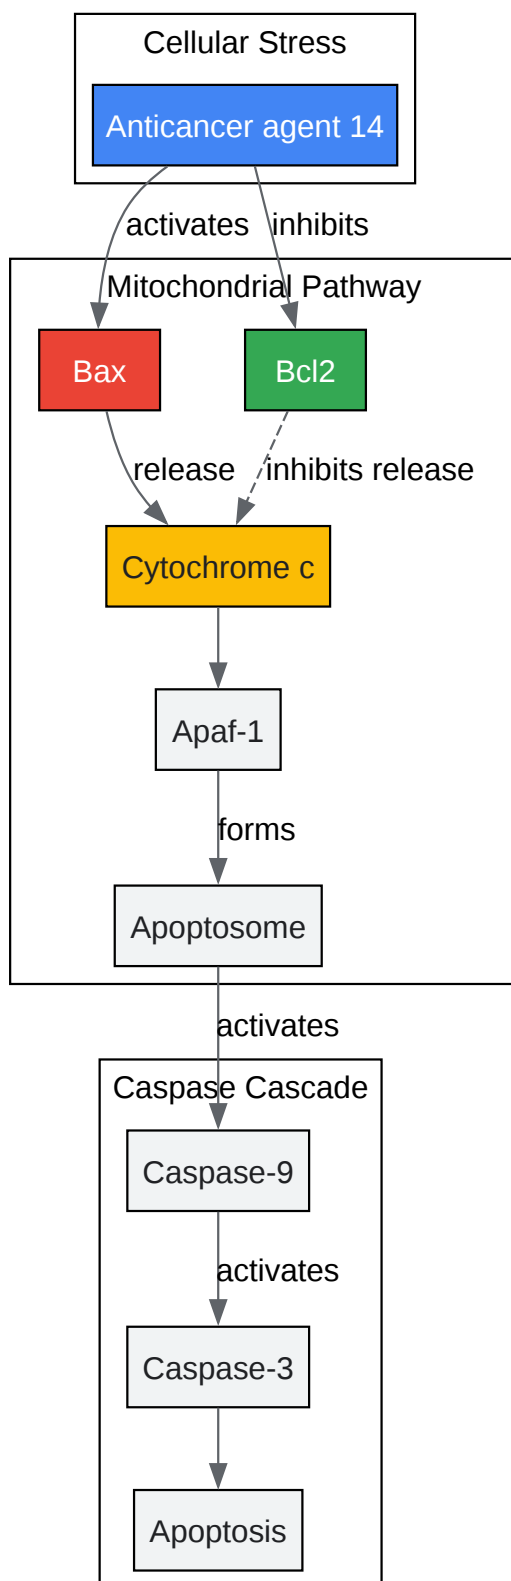 Cellular Stress
Anticancer agent 14
activates
inhibits
Mitochondrial Pathway
Bax
Bcl2
release
inhibits release
Cytochrome c
Apaf-1
forms
Apoptosome
activates
Caspase Cascade
Caspase-9
activates
Caspase-3
Apoptosis